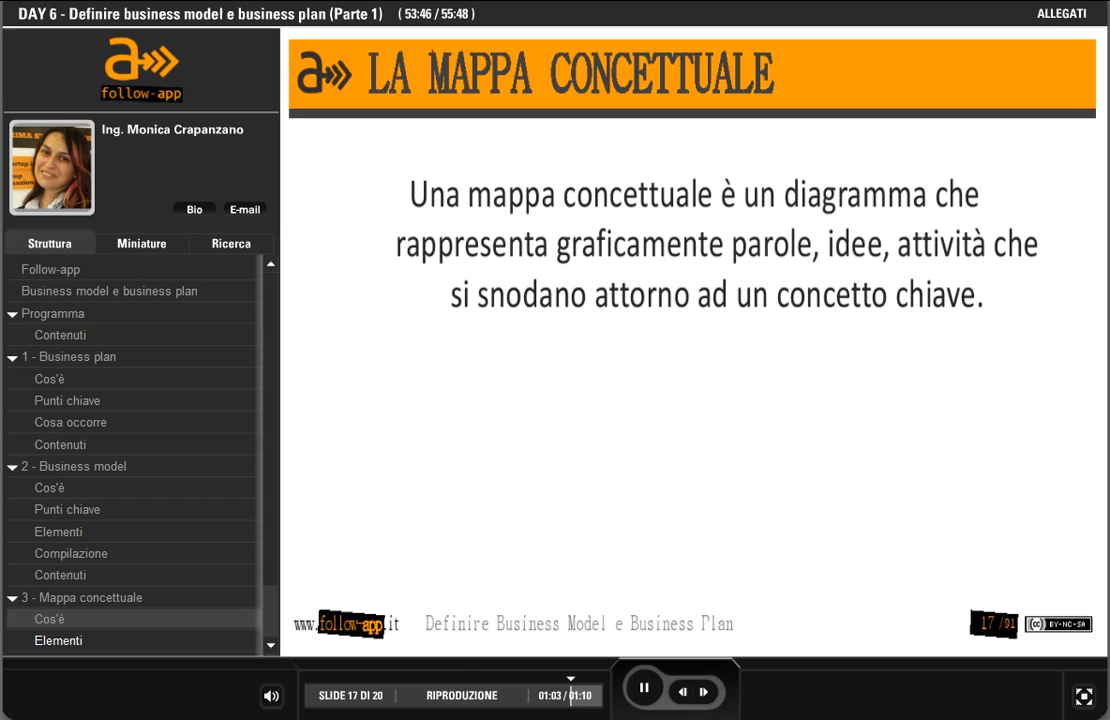 DAY 6 - Definire business model e business plan (Parte 1) ( 53:46 / 55:48 )
ALLEGATI
follow-app
Ing. Monica Crapanzano
Bio
E-mail
Struttura
Miniature
Ricerca
Follow-app
Business model e business plan
Programma
Contenuti
1 - Business plan
Cos'è
Punti chiave
Cosa occorre
Contenuti
2 - Business model
Cos'è
Punti chiave
Elementi
Compilazione
Contenuti
3 - Mappa concettuale
Cos'è
Elementi
a LA MAPPA CONCETTUALE
Una mappa concettuale è un diagramma che
rappresenta graficamente parole, idee, attività che
si snodano attorno ad un concetto chiave.
www.follow-app.it
Definire Business Model e Business Plan
17 /91
(cc) BY-NC-SA
SLIDE 17 DI 20
RIPRODUZIONE
01:03 / 01:10